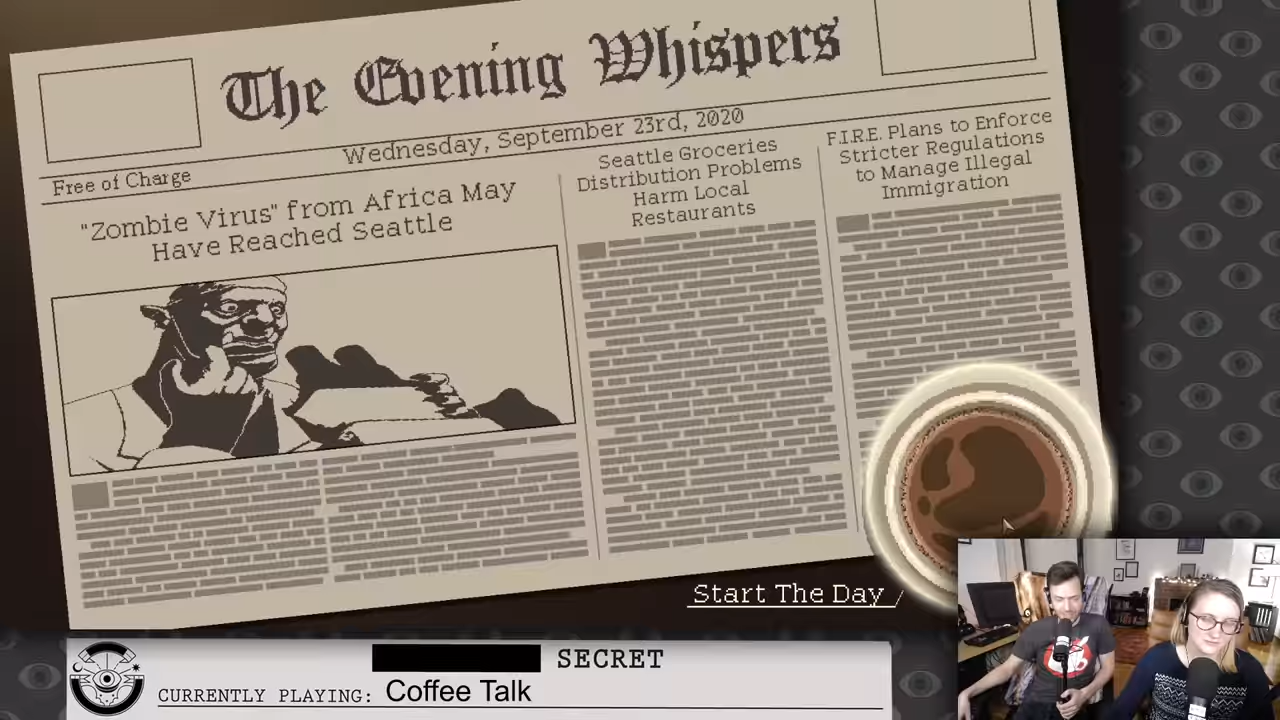 The Evening Whispers
Wednesday, September 23rd, 2020
Free of Charge
"Zombie Virus" from Africa May
Have Reached Seattle
Seattle Groceries
Distribution Problems
Harm Local
Restaurants
F.I.R.E. Plans to Enforce
Stricter Regulations
to Manage Illegal
Immigration
Start The Day
SECRET
CURRENTLY PLAYING: Coffee Talk